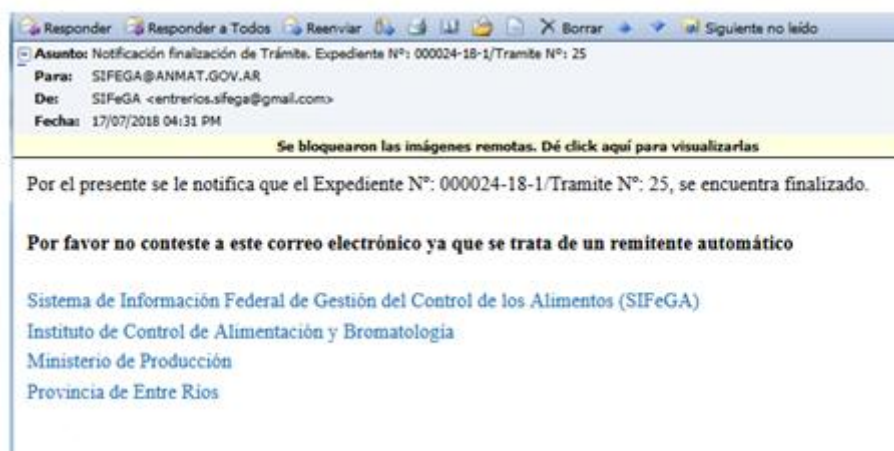 Responder Responder a Todos Reenviar Borrar Siguiente no leído
Asunto: Notificación finalización de Trámite. Expediente Nº: 000024-18-1/Tramite Nº: 25
Para: SIFEGA@ANMAT.GOV.AR
De: SIFeGA <entrerios.sifega@gmail.com>
Fecha: 17/07/2018 04:31 PM
Se bloquearon las imágenes remotas. Dé click aquí para visualizarlas
Por el presente se le notifica que el Expediente Nº: 000024-18-1/Tramite Nº: 25, se encuentra finalizado.
Por favor no conteste a este correo electrónico ya que se trata de un remitente automático
Sistema de Información Federal de Gestión del Control de los Alimentos (SIFeGA)
Instituto de Control de Alimentación y Bromatología
Ministerio de Producción
Provincia de Entre Ríos